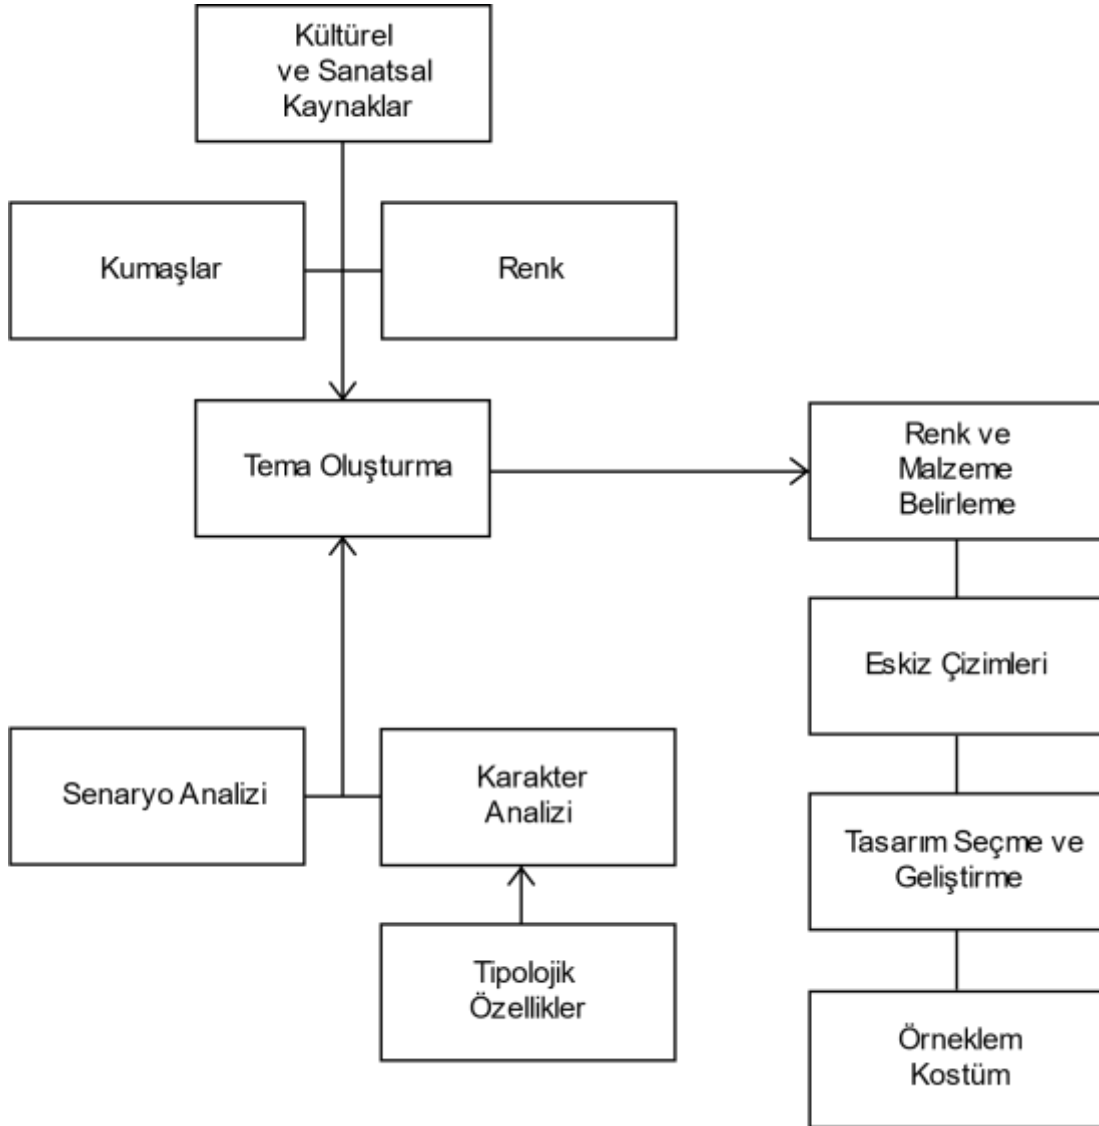 Kültürel
ve Sanatsal
Kaynaklar
Kumaşlar
Renk
Tema Oluşturma
Renk ve
Malzeme
Belirleme
Eskiz Çizimleri
Senaryo Analizi
Karakter
Analizi
Tasarım Seçme ve
Geliştirme
Tipolojik
Özellikler
Örneklem
Kostüm